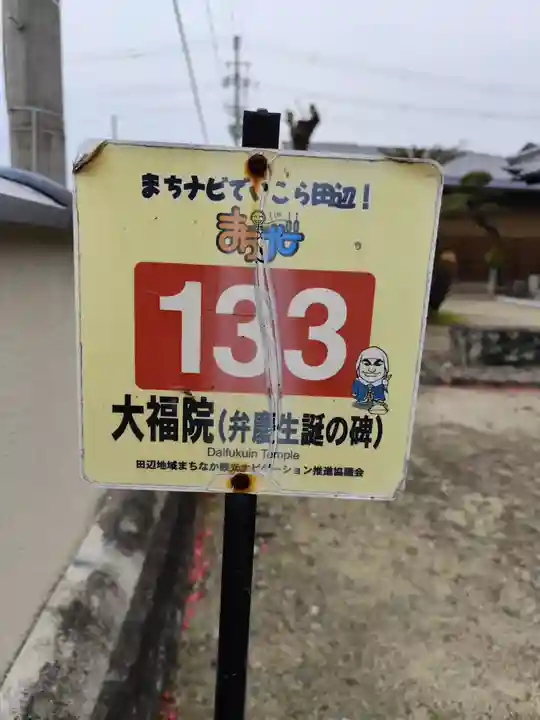 まちナビでいこら田辺!
まちナビ
133
大福院(弁慶生誕の碑)
Daifukuin Temple
田辺地域まちなか観光ナビゲーション推進協議会